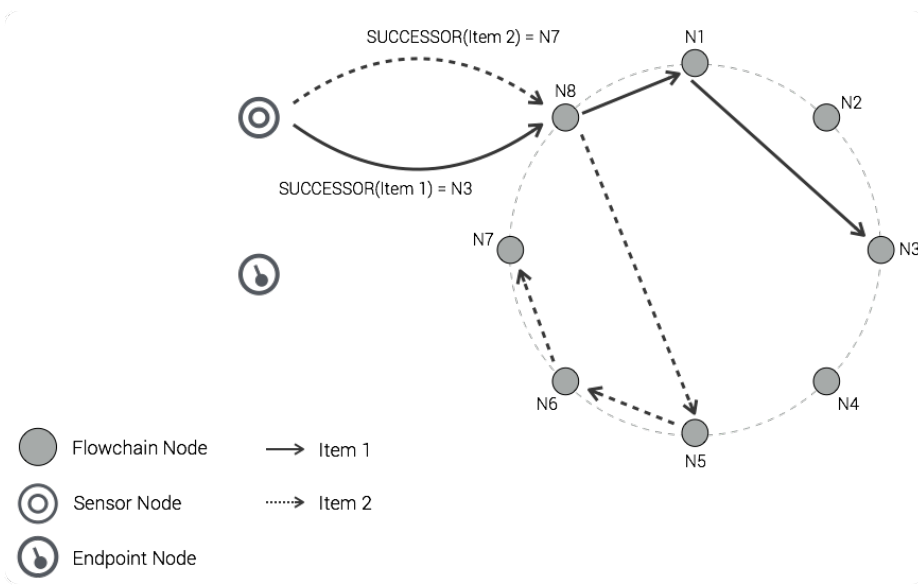 SUCCESSOR(Item 2) = N7
N1
N8
N2
SUCCESSOR(Item 1) = N3
N7
N3
N6
N4
N5
Flowchain Node
Item 1
Sensor Node
Item 2
Endpoint Node